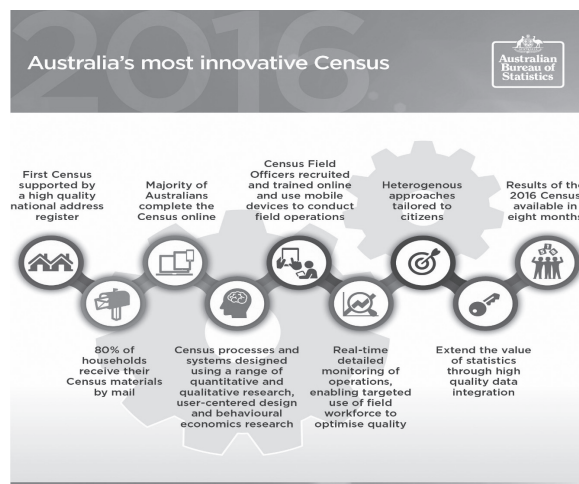 2016
Australia's most innovative Census
Australian
Bureau of
Statistics
First Census
supported by
a high quality
national address
register
80% of
households
receive their
Census materials
by mail
Majority of
Australians
complete the
Census online
Census processes and
systems designed
using a range of
quantitative and
qualitative research,
user-centered design
and behavioural
economics research
Census Field
Officers recruited
and trained online
and use mobile
devices to conduct
field operations
Real-time
detailed
monitoring of
operations,
enabling targeted
use of field
workforce to
optimise quality
Heterogenous
approaches
tailored to
citizens
Extend the value
of statistics
through high
quality data
integration
Results of th
2016 Census
available in
eight months